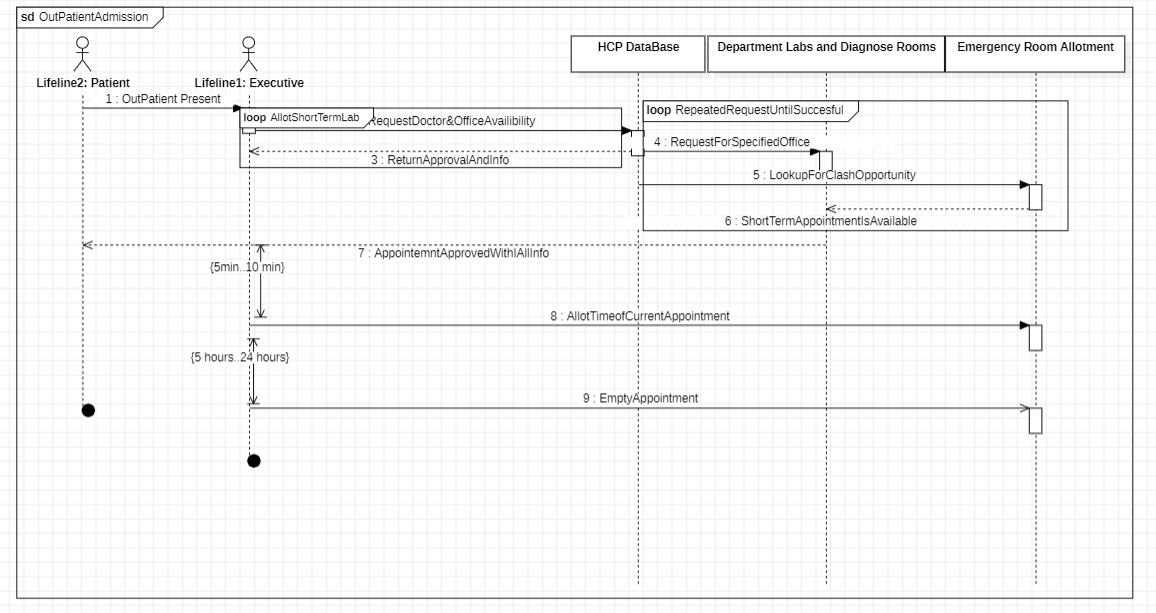 sd OutPatientAdmission
HCP DataBase
Department Labs and Diagnose Rooms
Emergency Room Allotment
Lifeline2: Patient
Lifeline1: Executive
1 : OutPatient Present
loop AllotShortTermLab
RequestDoctor&OfficeAvailibility
loop RepeatedRequestUntilSuccesful
4 : RequestForSpecifiedOffice
3 : ReturnApprovalAndInfo
5 : LookupForClashOpportunity
6 : ShortTermAppointmentIsAvailable
7 : AppointemntApprovedWithlAllInfo
{5min..10 min}
8 : AllotTimeofCurrentAppointment
{5 hours..24 hours}
9 : EmptyAppointment